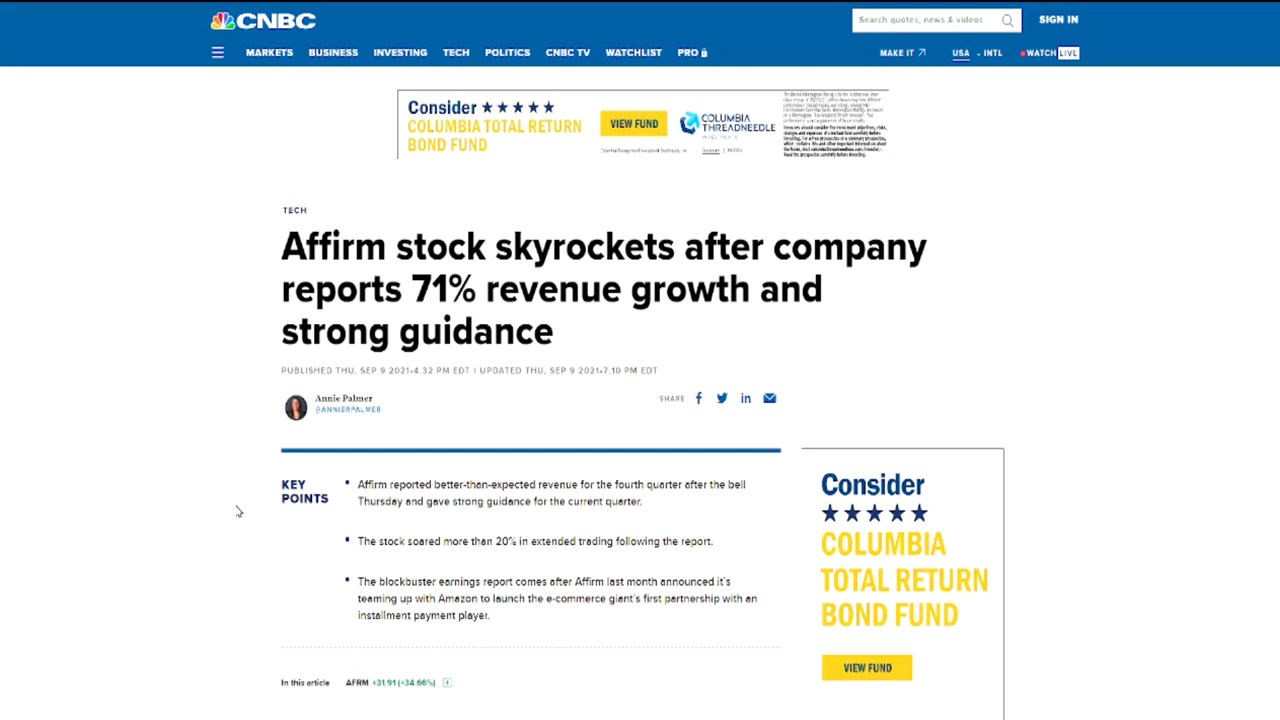 CNBC
Search quotes, news & videos
SIGN IN
MARKETS BUSINESS INVESTING TECH POLITICS CNBC TV WATCHLIST PRO
MAKE IT USA • INTL WATCH LIVE
Consider ★★★★★
COLUMBIA TOTAL RETURN
BOND FUND
VIEW FUND
COLUMBIA
THREADNEEDLE
INVESTMENTS
TECH
Affirm stock skyrockets after company
reports 71% revenue growth and
strong guidance
PUBLISHED THU, SEP 9 2021•4:32 PM EDT | UPDATED THU, SEP 9 2021•7:10 PM EDT
Annie Palmer
@ANNIERPALMER
SHARE
KEY
POINTS
• Affirm reported better-than-expected revenue for the fourth quarter after the bell
Thursday and gave strong guidance for the current quarter.
• The stock soared more than 20% in extended trading following the report.
• The blockbuster earnings report comes after Affirm last month announced it's
teaming up with Amazon to launch the e-commerce giant's first partnership with an
installment payment player.
In this article AFRM +31.91 (+34.66%)
Consider
★★★★★
COLUMBIA
TOTAL RETURN
BOND FUND
VIEW FUND